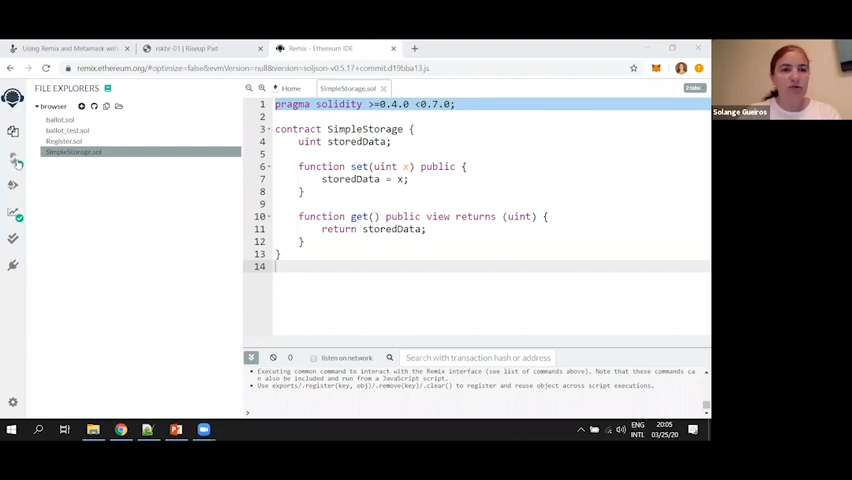 Using Remix and Metamask with
rskbr-01 | Riseup Pad
Remix - Ethereum IDE
remix.ethereum.org/#optimize=false&evmVersion=null&version=soljson-v0.5.17+commit.d19bba13.js
FILE EXPLORERS
browser
ballot.sol
ballot_test.sol
Register.sol
SimpleStorage.sol
Home
SimpleStorage.sol
2 tabs
1 pragma solidity >=0.4.0 <0.7.0;
2
3 contract SimpleStorage {
4 uint storedData;
5
6 function set(uint x) public {
7 storedData = x;
8 }
9
10 function get() public view returns (uint) {
11 return storedData;
12 }
13 }
14
0
listen on network
Search with transaction hash or address
Executing common command to interact with the Remix interface (see list of commands above). Note that these commands ca
n also be included and run from a JavaScript script.
Use exports/.register(key, obj)/.remove(key)/.clear() to register and reuse object across script executions.
>
Solange Gueiros
ENG
INTL
20:05
03/25/20